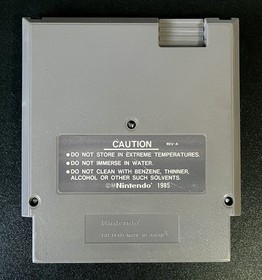 CAUTION REV-A
• DO NOT STORE IN EXTREME TEMPERATURES.
• DO NOT IMMERSE IN WATER.
• DO NOT CLEAN WITH BENZENE, THINNER,
ALCOHOL OR OTHER SUCH SOLVENTS.
©Nintendo 1985
Nintendo